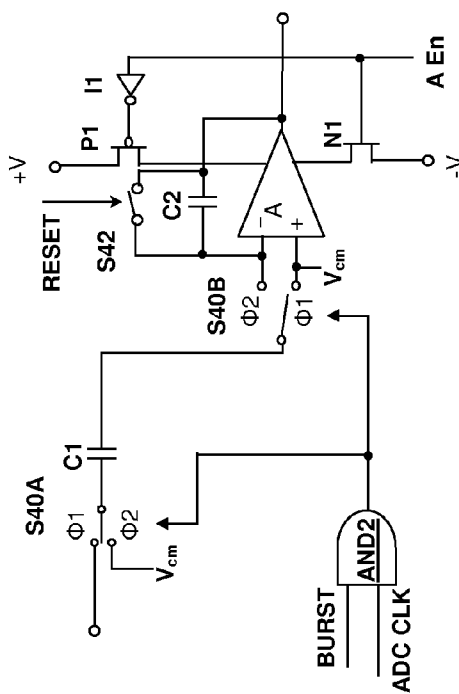 S40A
Φ1
Φ2
Vcm
C1
BURST
ADC CLK
AND2
S40B
Φ2
Φ1
Vcm
RESET
S42
C2
−
A
+
+V
P1
I1
N1
-V
A En